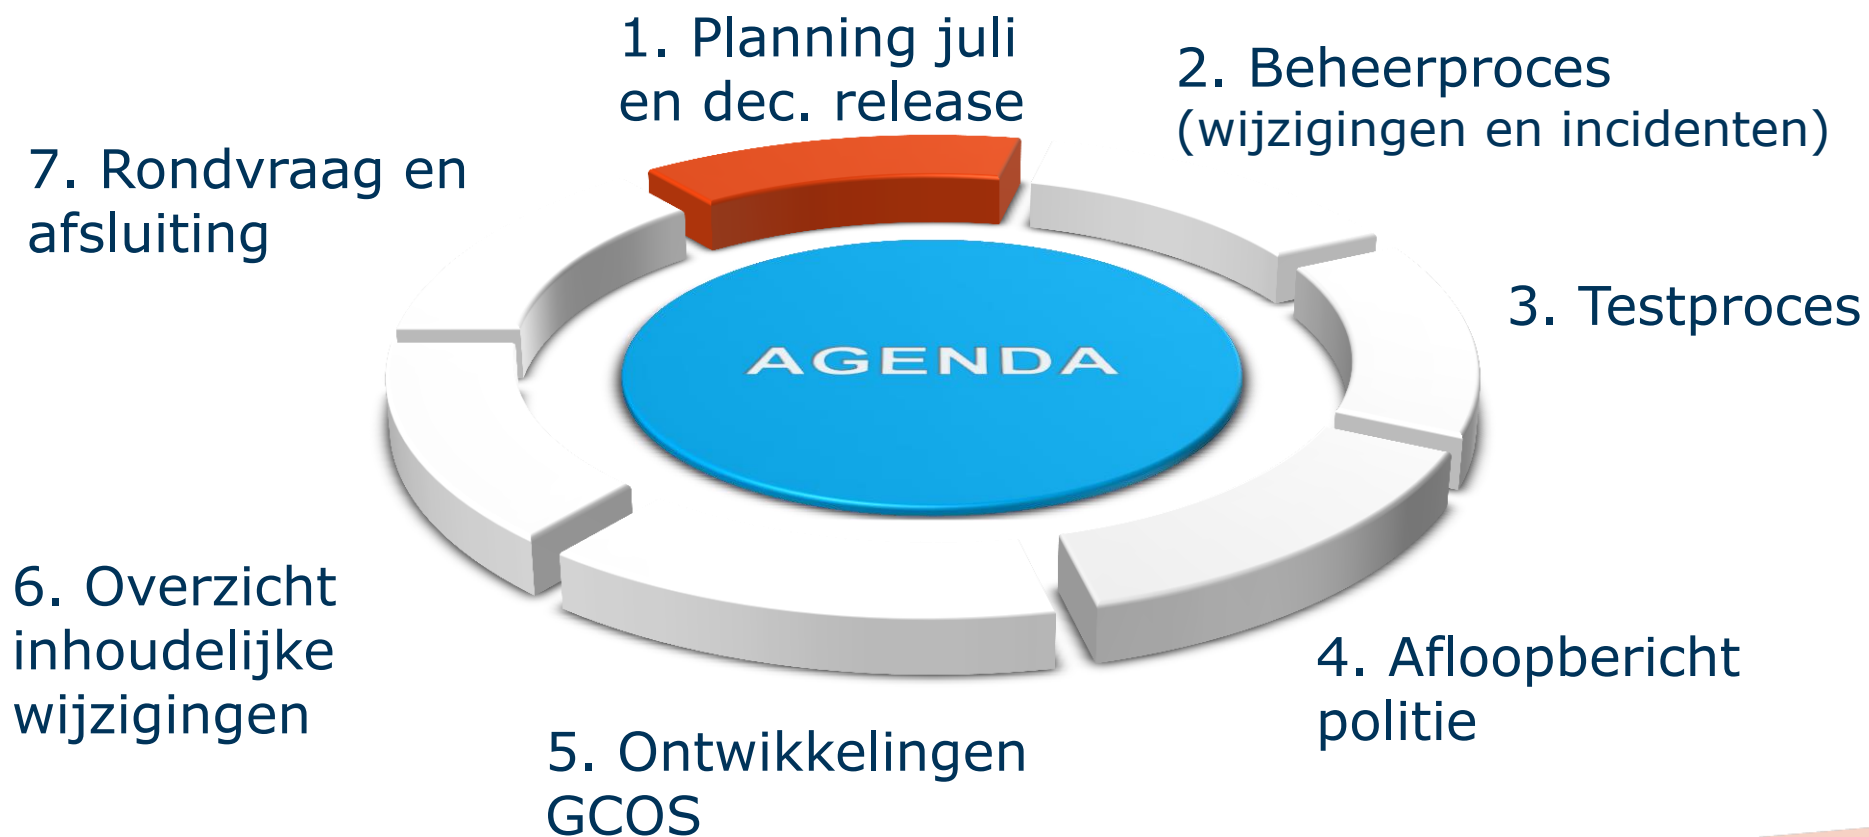 1. Planning juli
en dec. release
2. Beheerproces
(wijzigingen en incidenten)
3. Testproces
4. Afloopbericht
politie
5. Ontwikkelingen
GCOS
6. Overzicht
inhoudelijke
wijzigingen
7. Rondvraag en
afsluiting
AGENDA